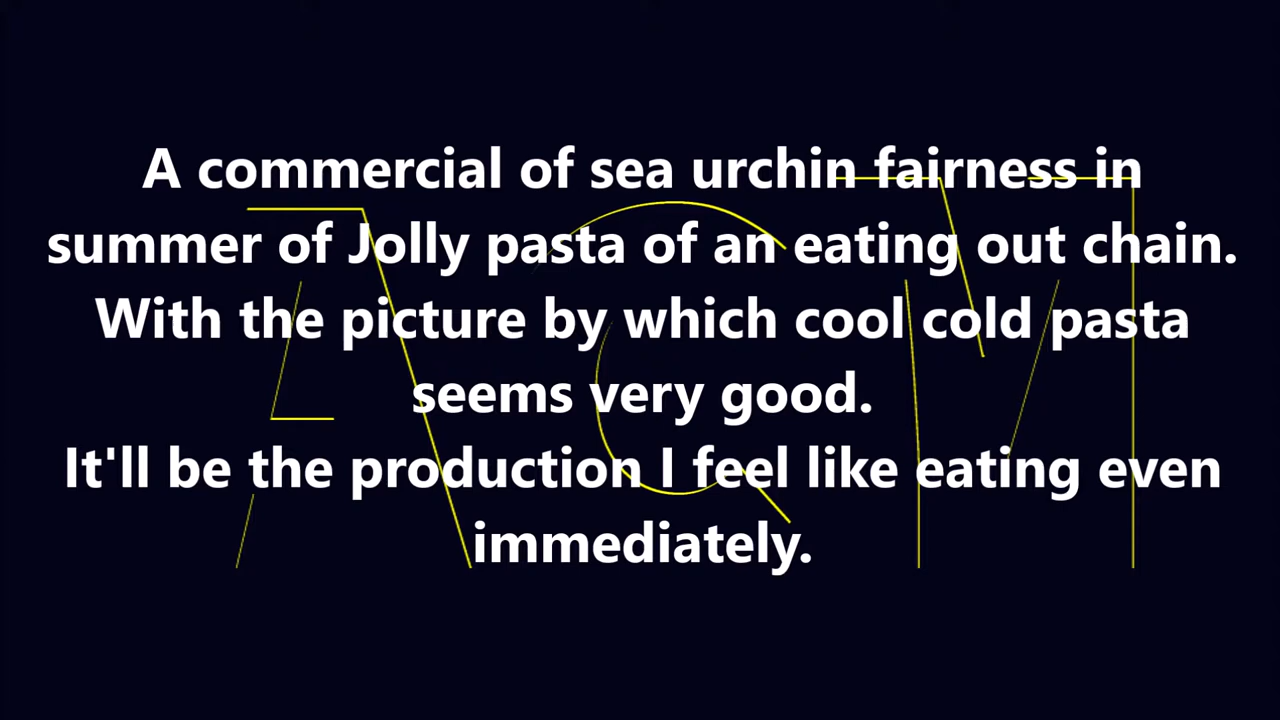 A commercial of sea urchin fairness in
summer of Jolly pasta of an eating out chain.
With the picture by which cool cold pasta
seems very good.
It'll be the production I feel like eating even
immediately.